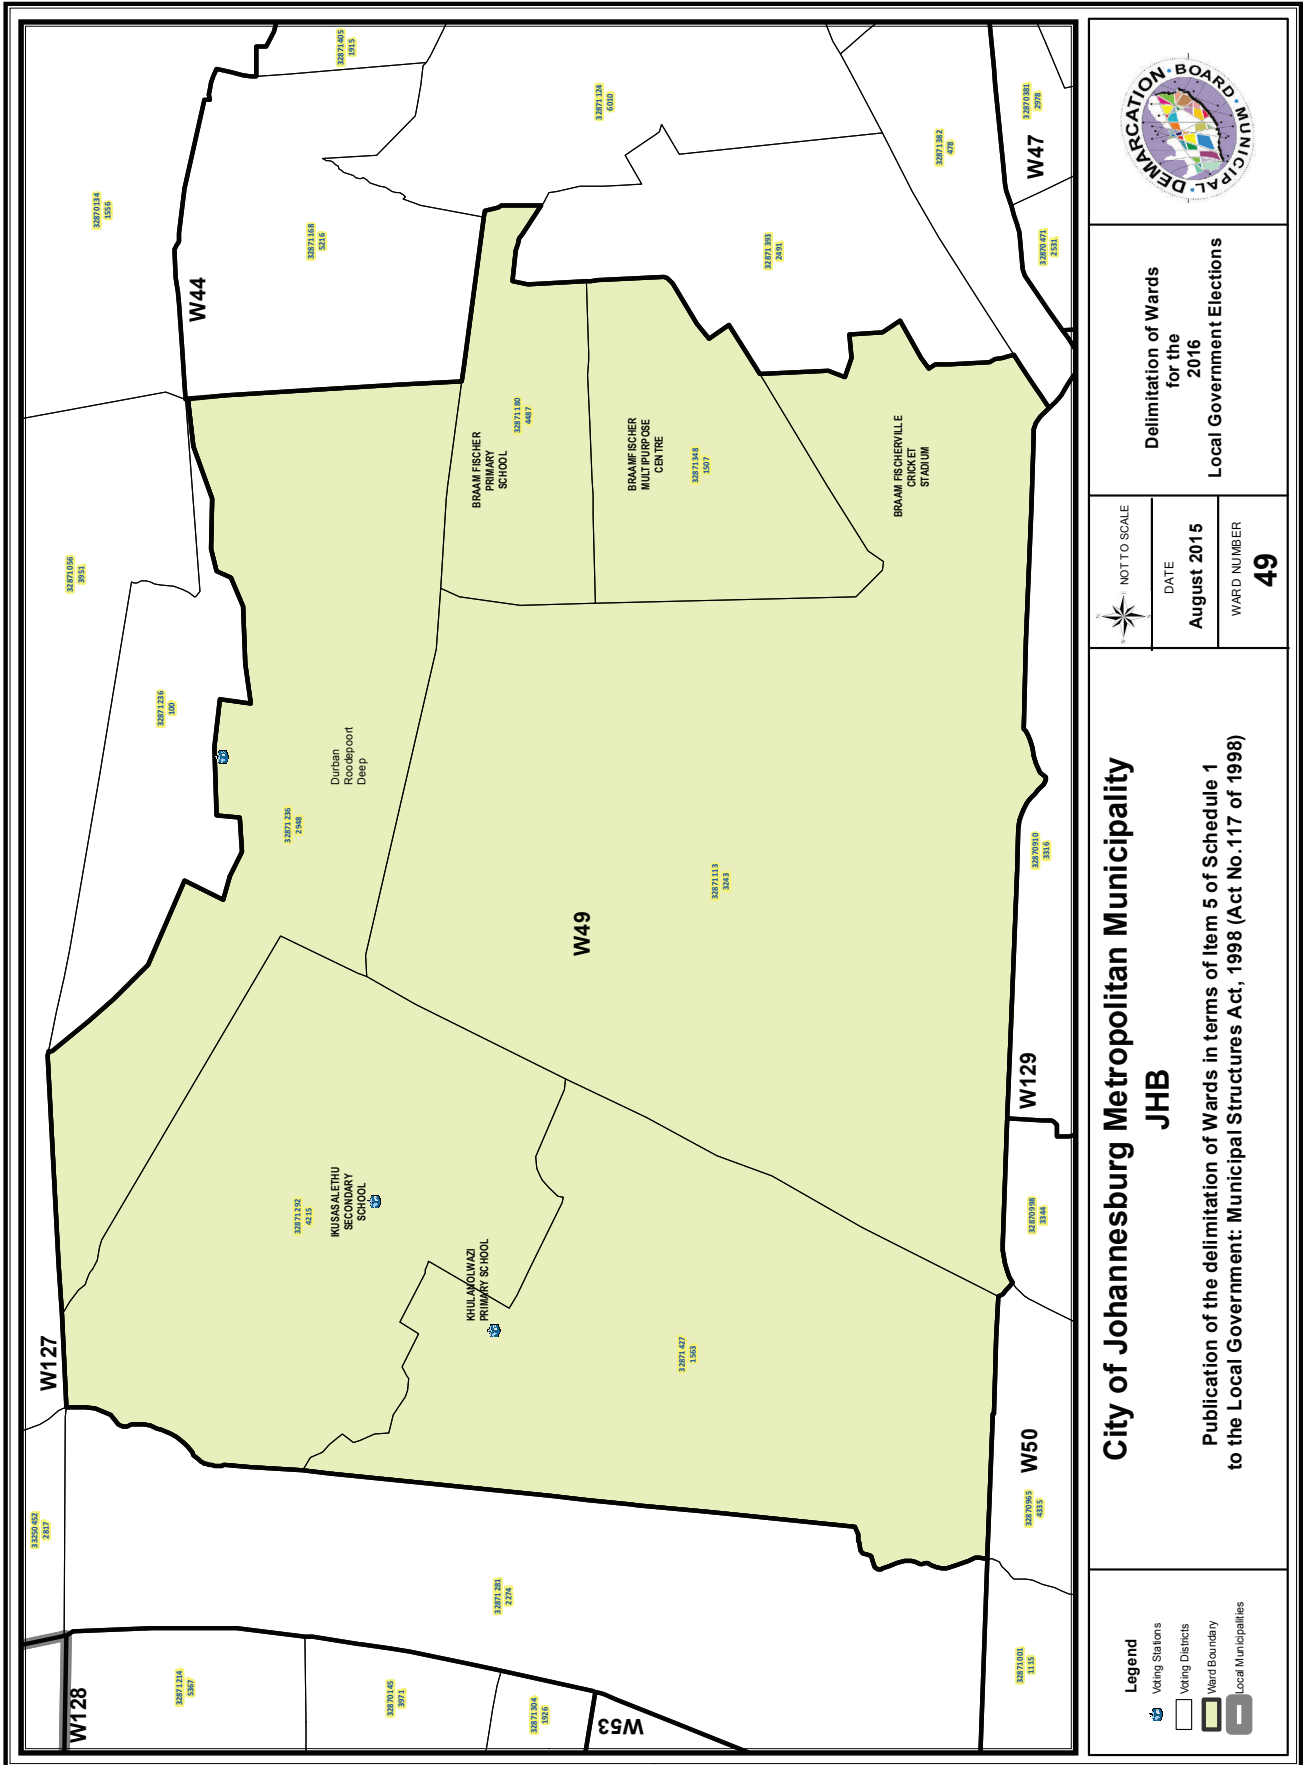 W127
W128
W53
W44
W47
W49
W50
W129
33250452
2817
32871214
5367
32870145
3971
32871304
1926
32871281
2274
32871001
1115
32870965
4335
32870998
3344
32870910
3316
32871427
1563
32871292
4215
IKUSASALETHU
SECONDARY
SCHOOL
KHULANOLWAZI
PRIMARY SCHOOL
32871113
3243
32871236
2948
Durban
Roodepoort
Deep
32871236
100
32871056
3951
32870134
1556
32871168
5216
32871405
1915
32871124
6010
32871382
478
32870381
2978
32870471
2531
32871393
2491
BRAAM FISCHER
PRIMARY
SCHOOL
32871180
4487
BRAAMFISCHER
MULTIPURPOSE
CENTRE
32871348
1507
BRAAM FISCHERVILLE
CRICKET
STADIUM
Legend
Voting Stations
Voting Districts
Ward Boundary
Local Municipalities
City of Johannesburg Metropolitan Municipality
JHB
Publication of the delimitation of Wards in terms of Item 5 of Schedule 1
to the Local Government: Municipal Structures Act, 1998 (Act No.117 of 1998)
NOT TO SCALE
DATE
August 2015
WARD NUMBER
49
Delimitation of Wards
for the
2016
Local Government Elections
MUNICIPAL DEMARCATION BOARD